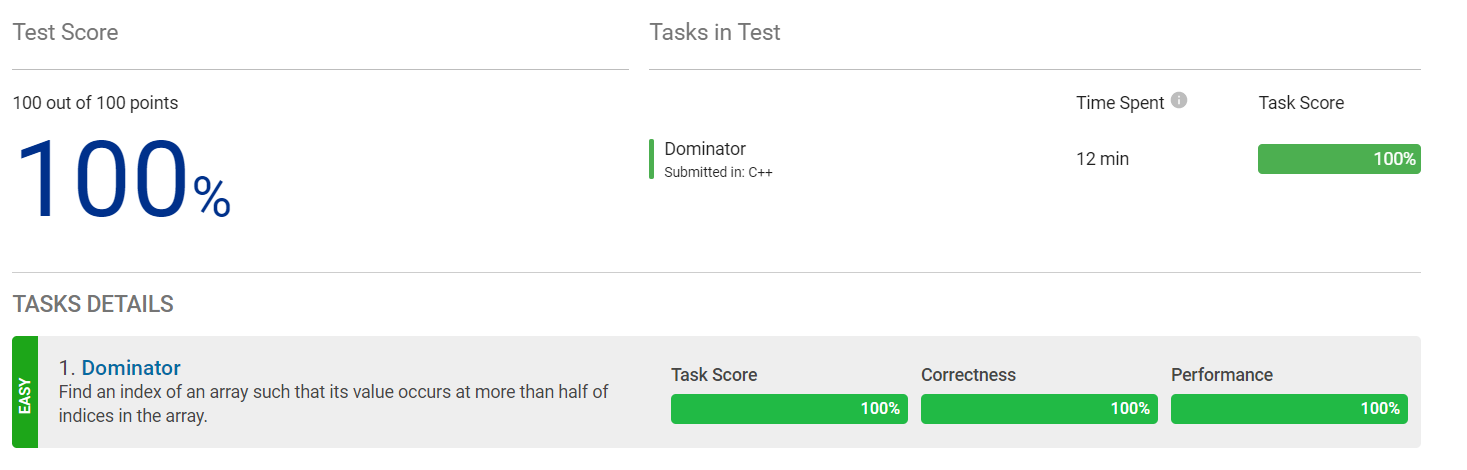 Test Score
Tasks in Test
100 out of 100 points
Time Spent
Task Score
100%
Dominator
Submitted in: C++
12 min
100%
TASKS DETAILS
EASY
1. Dominator
Find an index of an array such that its value occurs at more than half of
indices in the array.
Task Score
Correctness
Performance
100%
100%
100%